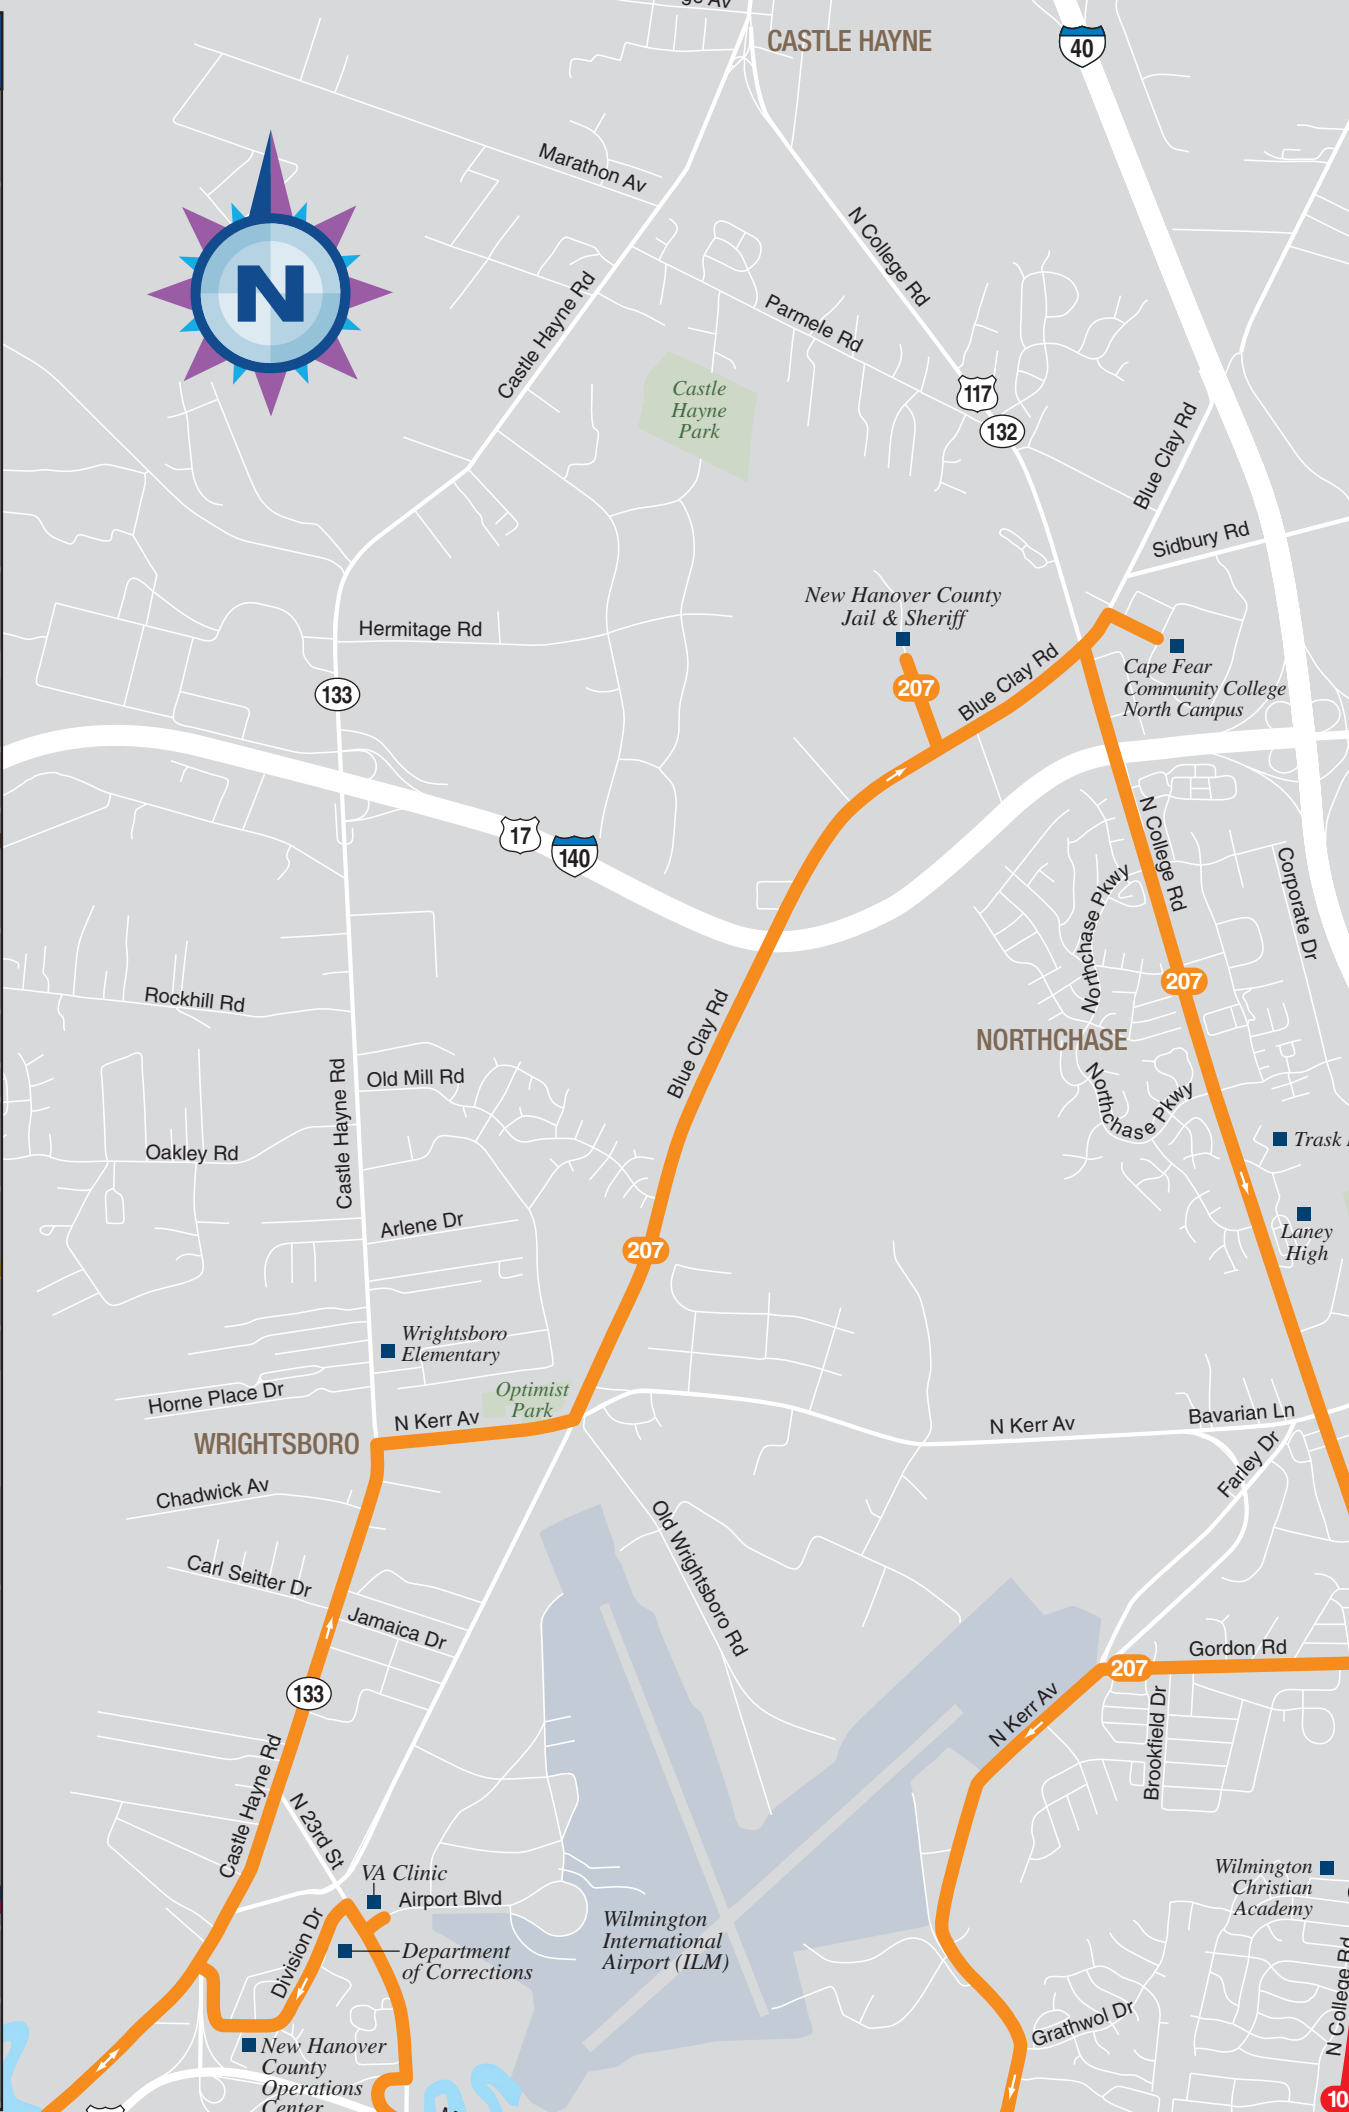 CASTLE HAYNE
40
N
Marathon Av
N College Rd
Castle Hayne Rd
Parmele Rd
Castle
Hayne
Park
117
132
Blue Clay Rd
Sidbury Rd
New Hanover County
Jail & Sheriff
Hermitage Rd
133
207
Blue Clay Rd
Cape Fear
Community College
North Campus
17
140
N College Rd
Northchase Pkwy
Corporate Dr
Rockhill Rd
207
Blue Clay Rd
NORTHCHASE
Castle Hayne Rd
Old Mill Rd
Northchase Pkwy
Oakley Rd
Trask
Arlene Dr
Laney
High
207
Wrightsboro
Elementary
Horne Place Dr
Optimist
Park
N Kerr Av
N Kerr Av
Bavarian Ln
WRIGHTSBORO
Farley Dr
Chadwick Av
Old Wrightsboro Rd
Carl Seitter Dr
Jamaica Dr
Gordon Rd
207
133
N Kerr Av
Brookfield Dr
Castle Hayne Rd
N 23rd St
VA Clinic
Airport Blvd
Wilmington
Christian
Academy
Wilmington
International
Airport (ILM)
Division Dr
Department
of Corrections
N College Rd
Grathwol Dr
New Hanover
County
Operations
Center
10